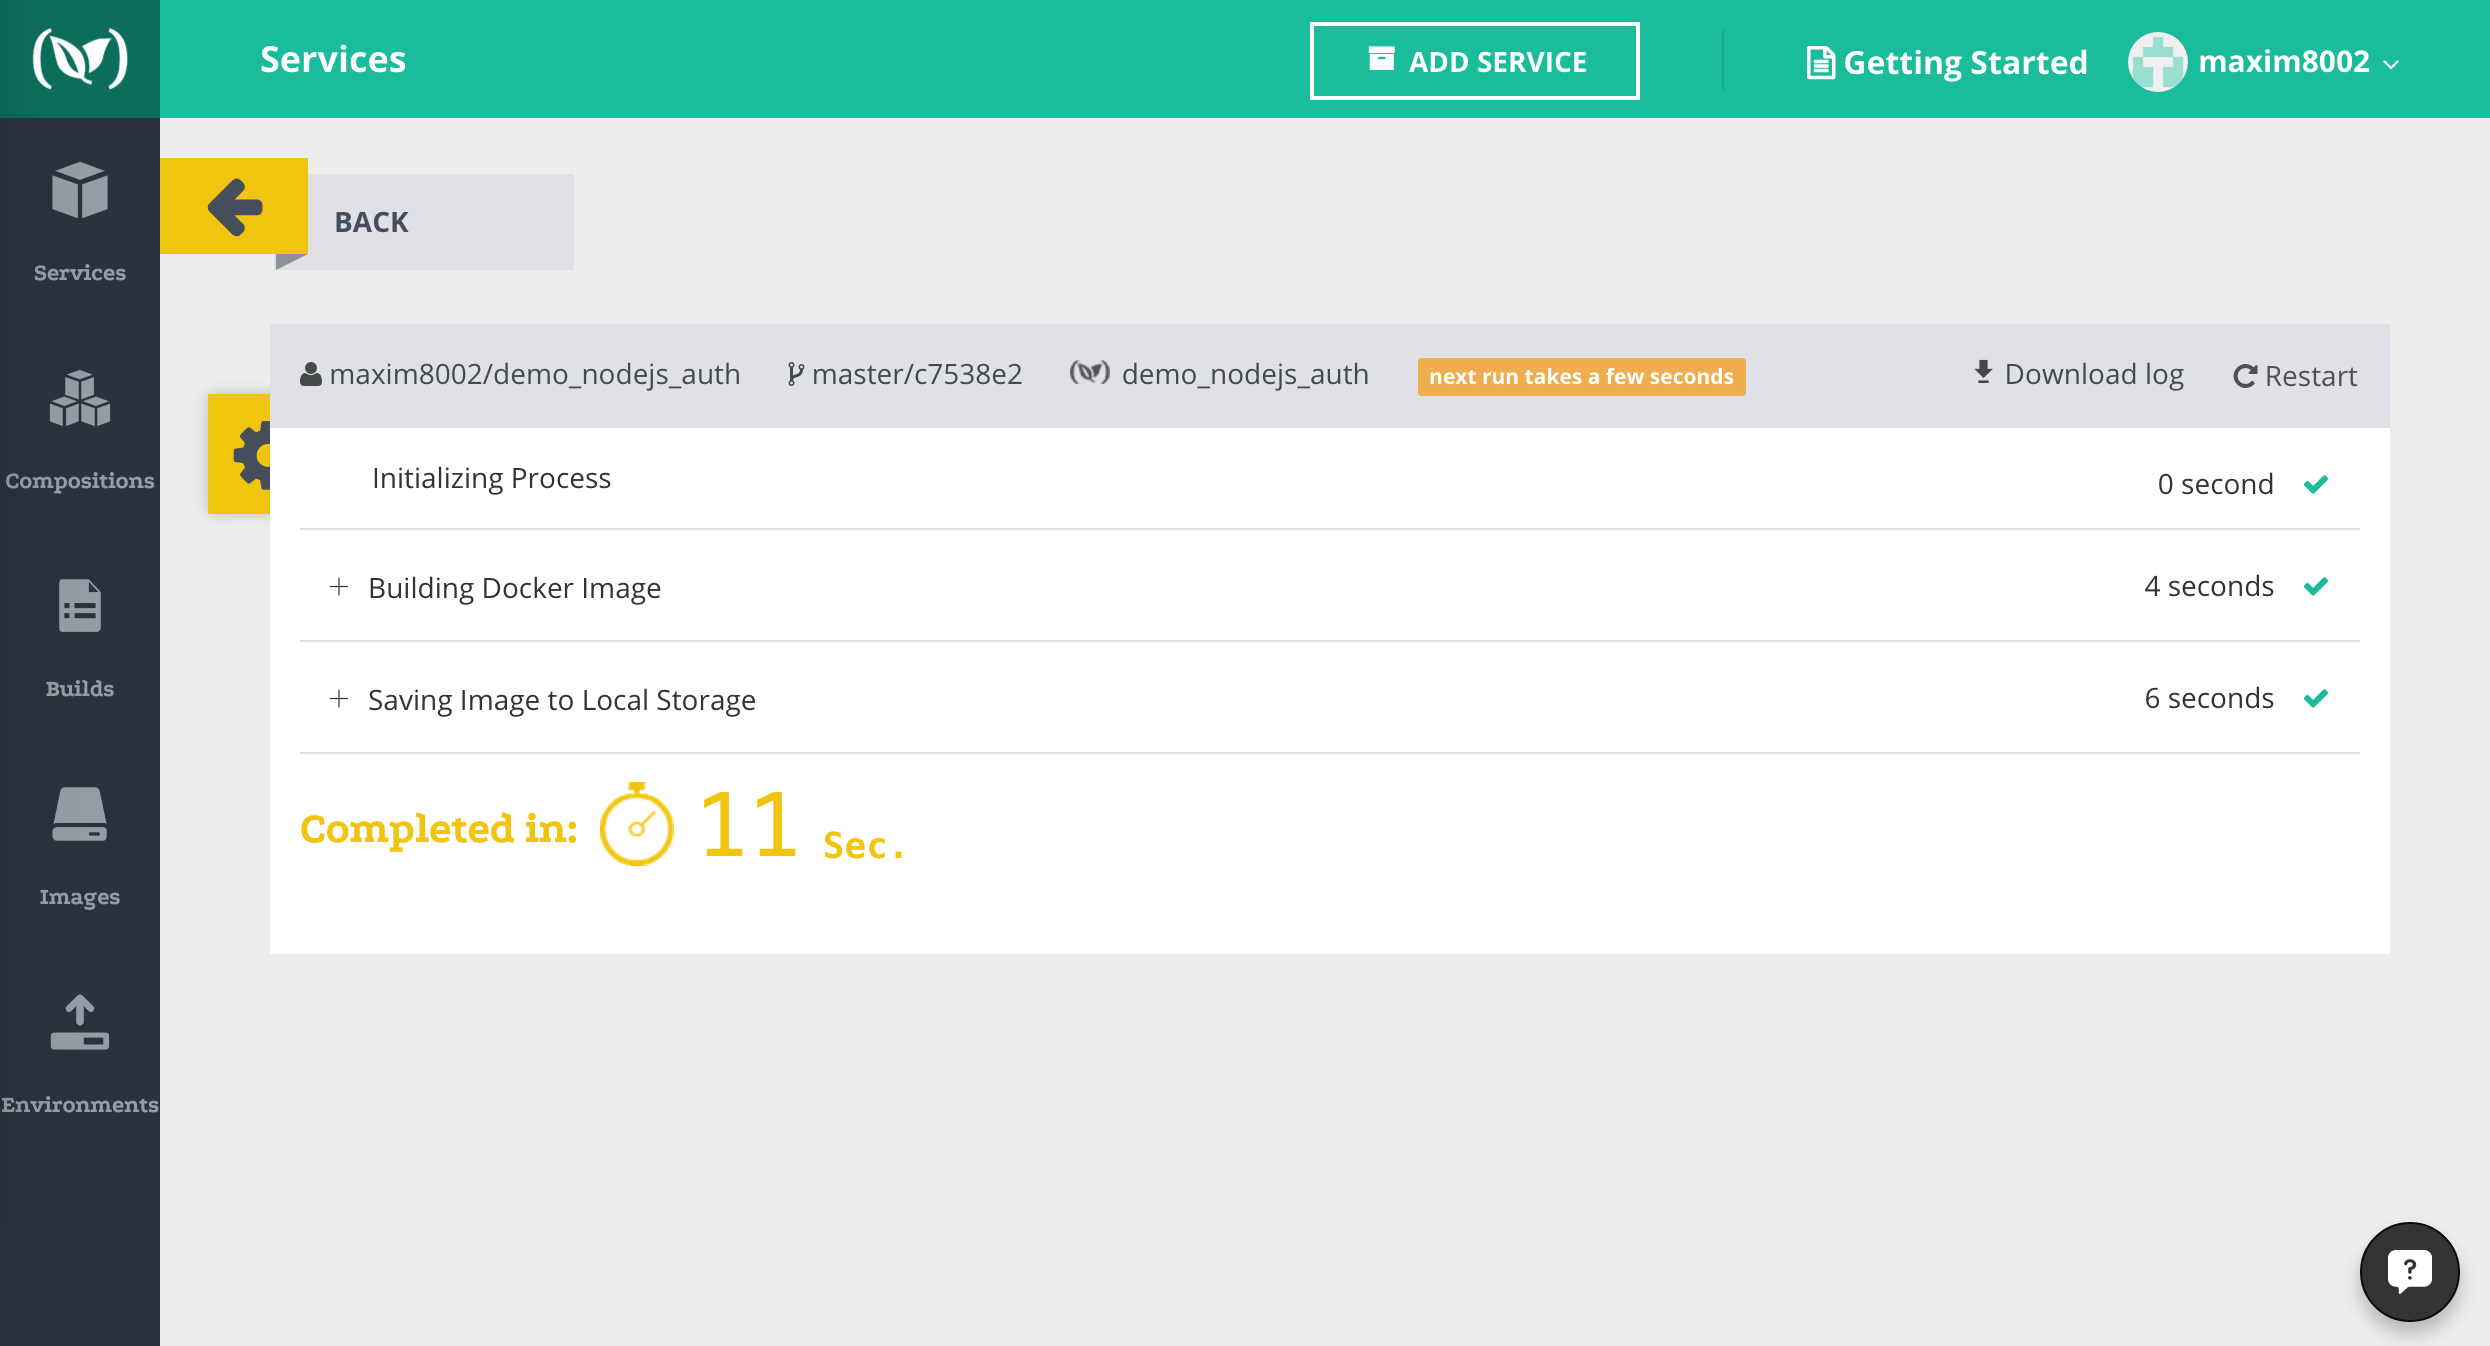 Services
ADD SERVICE
Getting Started
maxim8002
Services
Compositions
Builds
Images
Environments
BACK
maxim8002/demo_nodejs_auth master/c7538e2 demo_nodejs_auth next run takes a few seconds Download log Restart
Initializing Process 0 second
Building Docker Image 4 seconds
Saving Image to Local Storage 6 seconds
Completed in: 11 Sec.
?